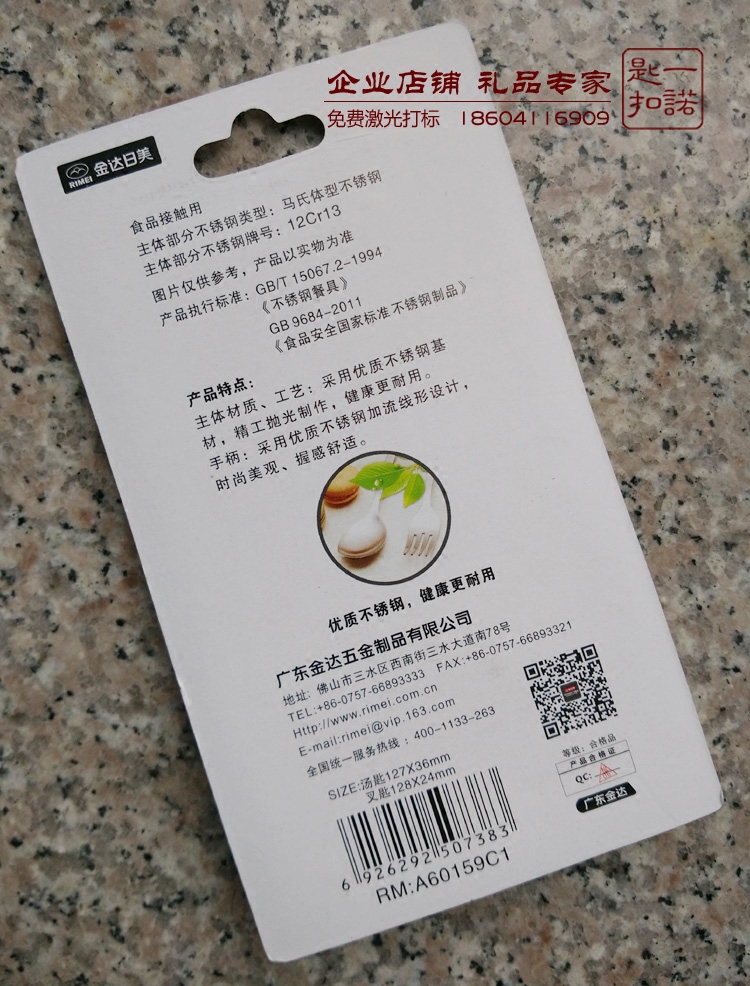 企业店铺 礼品专家
免费激光打标 18604116909
一諾
匙扣
金达日美
RIMEI
食品接触用
主体部分不锈钢类型：马氏体型不锈钢
主体部分不锈钢牌号：12Cr13
图片仅供参考，产品以实物为准
产品执行标准：GB/T 15067.2-1994
《不锈钢餐具》
GB 9684-2011
《食品安全国家标准 不锈钢制品》
产品特点：
主体材质、工艺：采用优质不锈钢基
材，精工抛光制作，健康更耐用。
手柄：采用优质不锈钢加流线形设计，
时尚美观、握感舒适。
优质不锈钢，健康更耐用
广东金达五金制品有限公司
地址：佛山市三水区西南街三水大道南78号
TEL:+86-0757-66893333 FAX:+86-0757-66893321
Http://www.rimei.com.cn
E-mail:rimei@vip.163.com
全国统一服务热线：400-1133-263
SIZE:汤匙127X36mm
叉匙128X24mm
6 926292 507383
RM:A60159C1
等级：合格品
产品合格证
QC:
广东金达